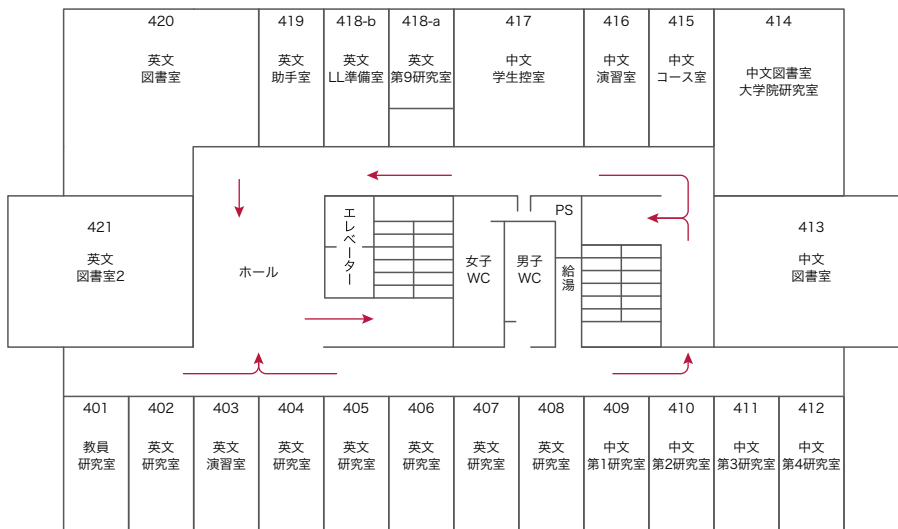 420
英文
図書室
419
英文
助手室
418-b
英文
LL準備室
418-a
英文
第9研究室
417
中文
学生控室
416
中文
演習室
415
中文
コース室
414
中文図書室
大学院研究室
421
英文
図書室2
ホール
エレベーター
女子
WC
男子
WC
PS
給湯
413
中文
図書室
401
教員
研究室
402
英文
研究室
403
英文
演習室
404
英文
研究室
405
英文
研究室
406
英文
研究室
407
英文
研究室
408
英文
研究室
409
中文
第1研究室
410
中文
第2研究室
411
中文
第3研究室
412
中文
第4研究室